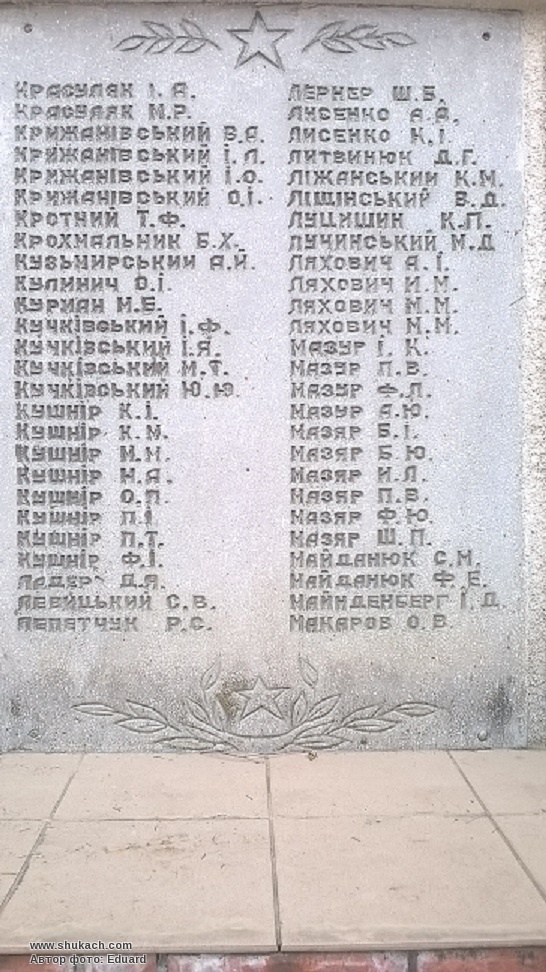 КРАСУЛЯК І.А.
КРАСУЛЯК М.Р.
КРИЖАНІВСЬКИЙ В.Я.
КРИЖАНІВСЬКИЙ І.Л.
КРИЖАНІВСЬКИЙ І.О.
КРИЖАНІВСЬКИЙ О.І.
КРОТНИЙ Т.Ф.
КРОХМАЛЬНИК Б.Х.
КУЗЬМИРСЬКИЙ А.Й.
КУЛИНИЧ О.І.
КУРМАН М.Б.
КУЧКІВСЬКИЙ І.Ф.
КУЧКІВСЬКИЙ І.Я.
КУЧКІВСЬКИЙ М.Т.
КУЧКІВСЬКИЙ Ю.Ю.
КУШНІР К.І.
КУШНІР К.М.
КУШНІР М.Н.
КУШНІР Н.А.
КУШНІР О.П.
КУШНІР П.І.
КУШНІР П.Т.
КУШНІР Ф.І.
ЛАДЕР Д.Я.
ЛЕВИЦЬКИЙ С.В.
ЛЕПЯТЧУК Р.С.
ЛЕРНЕР Ш.Б.
ЛИСЕНКО А.А.
ЛИСЕНКО К.І.
ЛИТВИНЮК Д.Г.
ЛІЖАНСЬКИЙ К.М.
ЛІЩІНСЬКИЙ В.Д.
ЛУЦИШИН К.П.
ЛУЧИНСЬКИЙ М.Д
ЛЯХОВИЧ А.І.
ЛЯХОВИЧ И.М.
ЛЯХОВИЧ М.М.
ЛЯХОВИЧ М.М.
МАЗУР І.К.
МАЗУР П.В.
МАЗУР Ф.Л.
МАЗУР А.Ю.
МАЗЯР Б.І.
МАЗЯР Б.Ю.
МАЗЯР И.Л.
МАЗЯР П.В.
МАЗЯР Ф.Ю
МАЗЯР Ш.П.
МАЙДАНЮК С.М.
МАЙДАНЮК Ф.Е.
МАЙНДЕНБЕРГ І.Д.
МАКАРОВ О.В.
www.shukach.com
Автор фото: Eduard